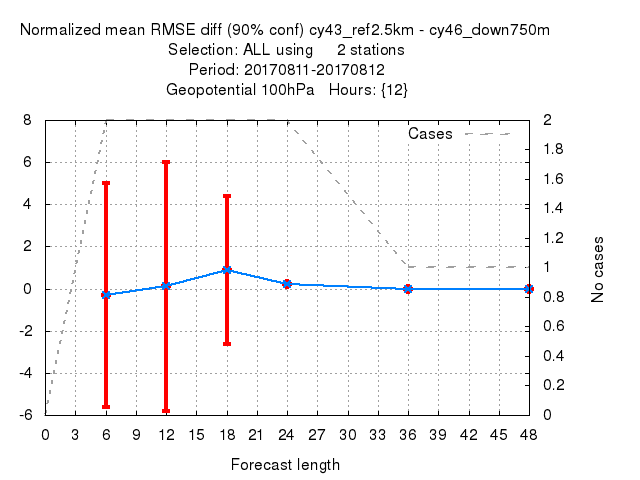 Normalized mean RMSE diff (90% conf) cy43_ref2.5km - cy46_down750m
Selection: ALL using 2 stations
Period: 20170811-20170812
Geopotential 100hPa Hours: {12}
Cases
8
6
4
2
0
-2
-4
-6
2
1.8
1.6
1.4
1.2
1
0.8
0.6
0.4
0.2
0
No cases
0 3 6 9 12 15 18 21 24 27 30 33 36 39 42 45 48
Forecast length